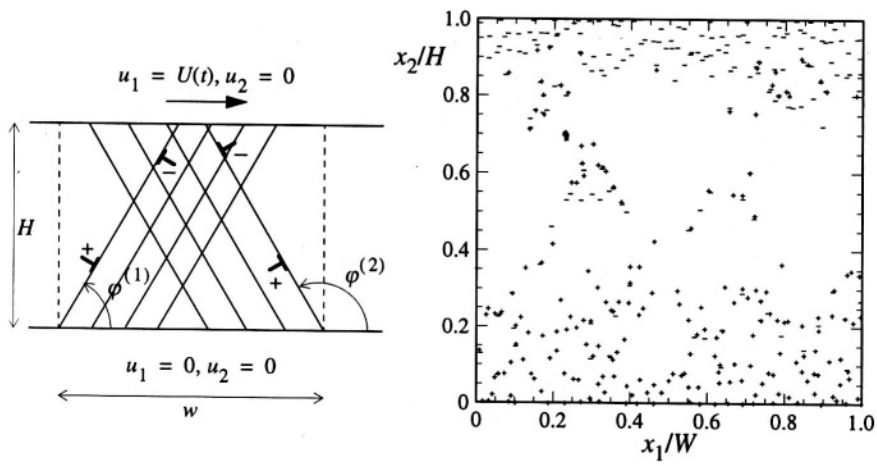 u₁ = U(t), u₂ = 0
H
+
−
−
+
φ⁽¹⁾
φ⁽²⁾
u₁ = 0, u₂ = 0
w
x₂/H
1.0
0.8
0.6
0.4
0.2
0
0
0.2
0.4
0.6
0.8
1.0
x₁/W